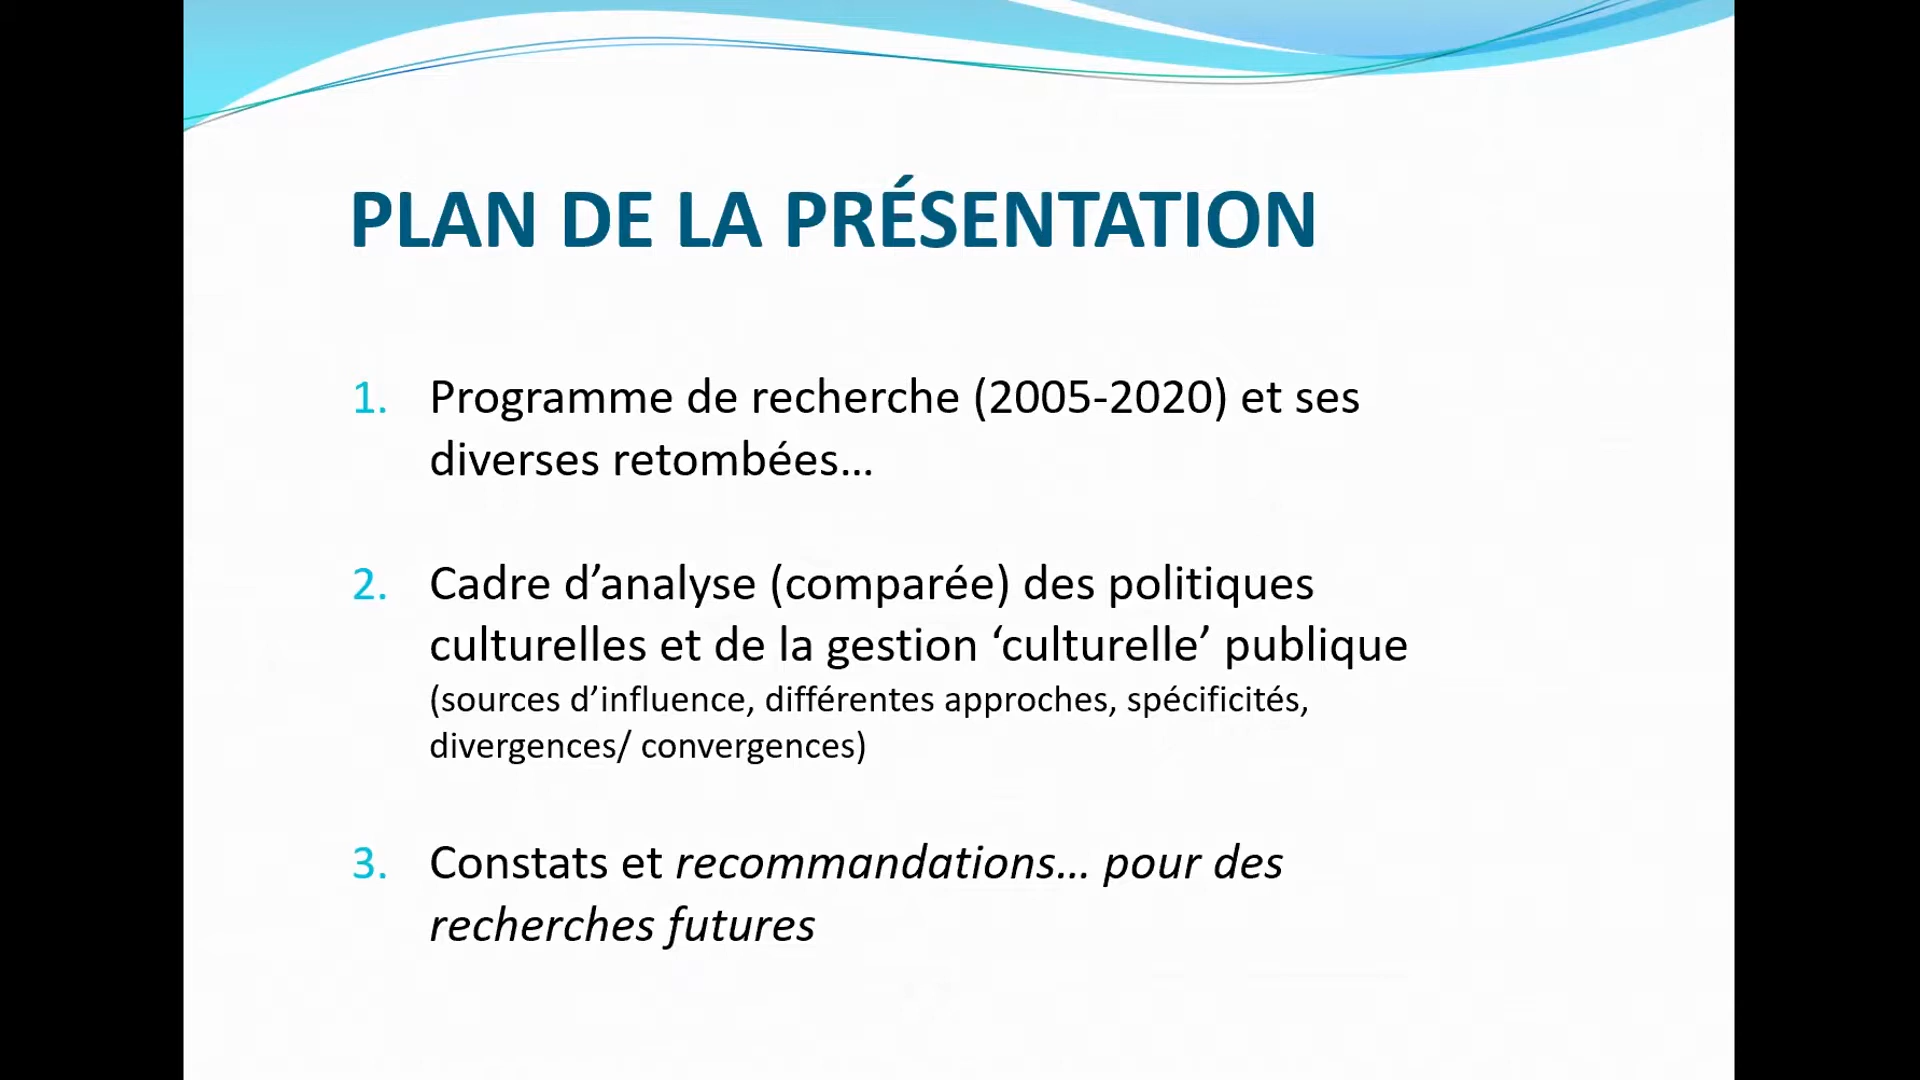 PLAN DE LA PRÉSENTATION
1. Programme de recherche (2005-2020) et ses
diverses retombées…
2. Cadre d’analyse (comparée) des politiques
culturelles et de la gestion ‘culturelle’ publique
(sources d’influence, différentes approches, spécificités,
divergences/ convergences)
3. Constats et recommandations… pour des
recherches futures